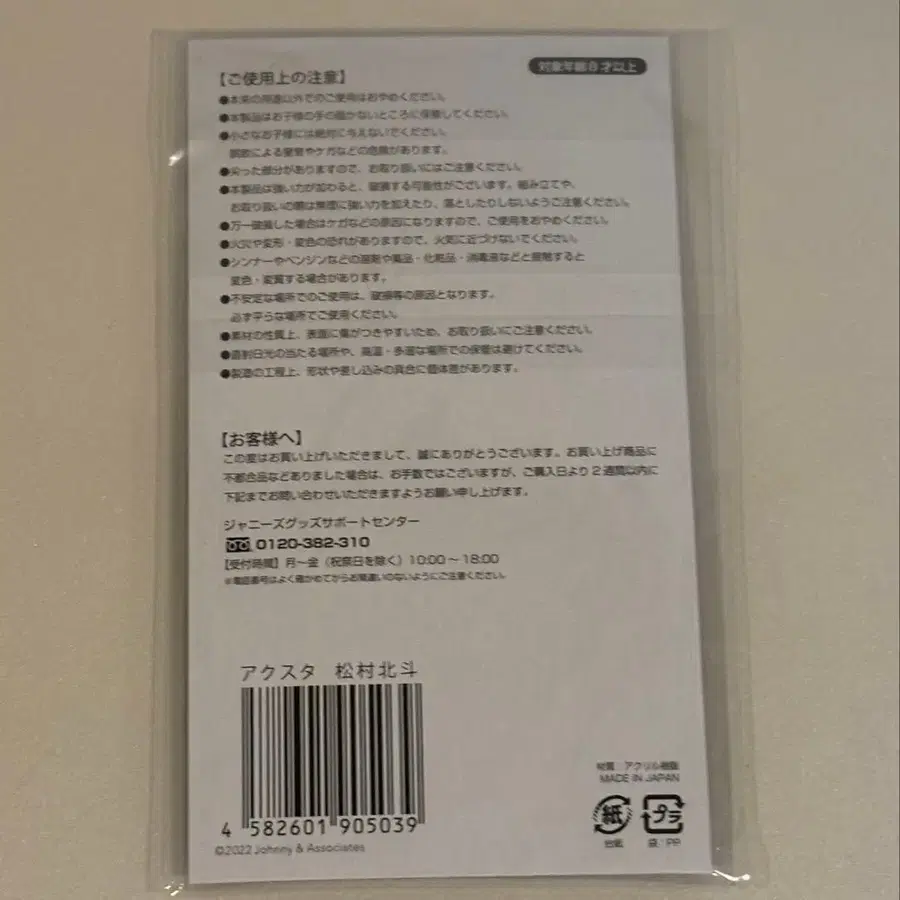 【ご使用上の注意】
対象年齢8才以上
●本来の用途以外でのご使用はおやめください。
●本製品はお子様の手の届かないところに保管してください。
●小さなお子様には絶対に与えないでください。
誤飲による窒息やケガなどの危険があります。
●尖った部分がありますので、お取り扱いにはご注意ください。
●本製品は強い力が加わると、破損する可能性がございます。組み立てや、
お取り扱いの際は無理に強い力を加えたり、落としたりしないようご注意ください。
●万一破損した場合はケガなどの原因になりますので、ご使用をおやめください。
●火災や変形・変色の恐れがありますので、火気に近づけないでください。
●シンナーやベンジンなどの溶剤や薬品・化粧品・消毒液などと接触すると
変色・変質する場合があります。
●不安定な場所でのご使用は、破損等の原因となります。
必ず平らな場所でご使用ください。
●素材の性質上、表面に傷がつきやすいため、お取り扱いにご注意ください。
●直射日光の当たる場所や、高温・多湿な場所での保管は避けてください。
●製造の工程上、形状や差し込みの具合に個体差があります。
【お客様へ】
この度はお買い上げいただきまして、誠にありがとうございます。お買い上げ商品に
不都合品などありました場合は、お手数ではございますが、ご購入日より2週間以内に
下記までお問い合わせいただきますようお願い申し上げます。
ジャニーズグッズサポートセンター
0120-382-310
【受付時間】月～金(祝祭日を除く)10:00～18:00
※電話番号はよく確かめてからお間違いのないようにご注意ください。
アクスタ 松村北斗
4 582601 905039
©2022 Johnny & Associates
材質:アクリル樹脂
MADE IN JAPAN
紙 プラ
台紙 袋:PP